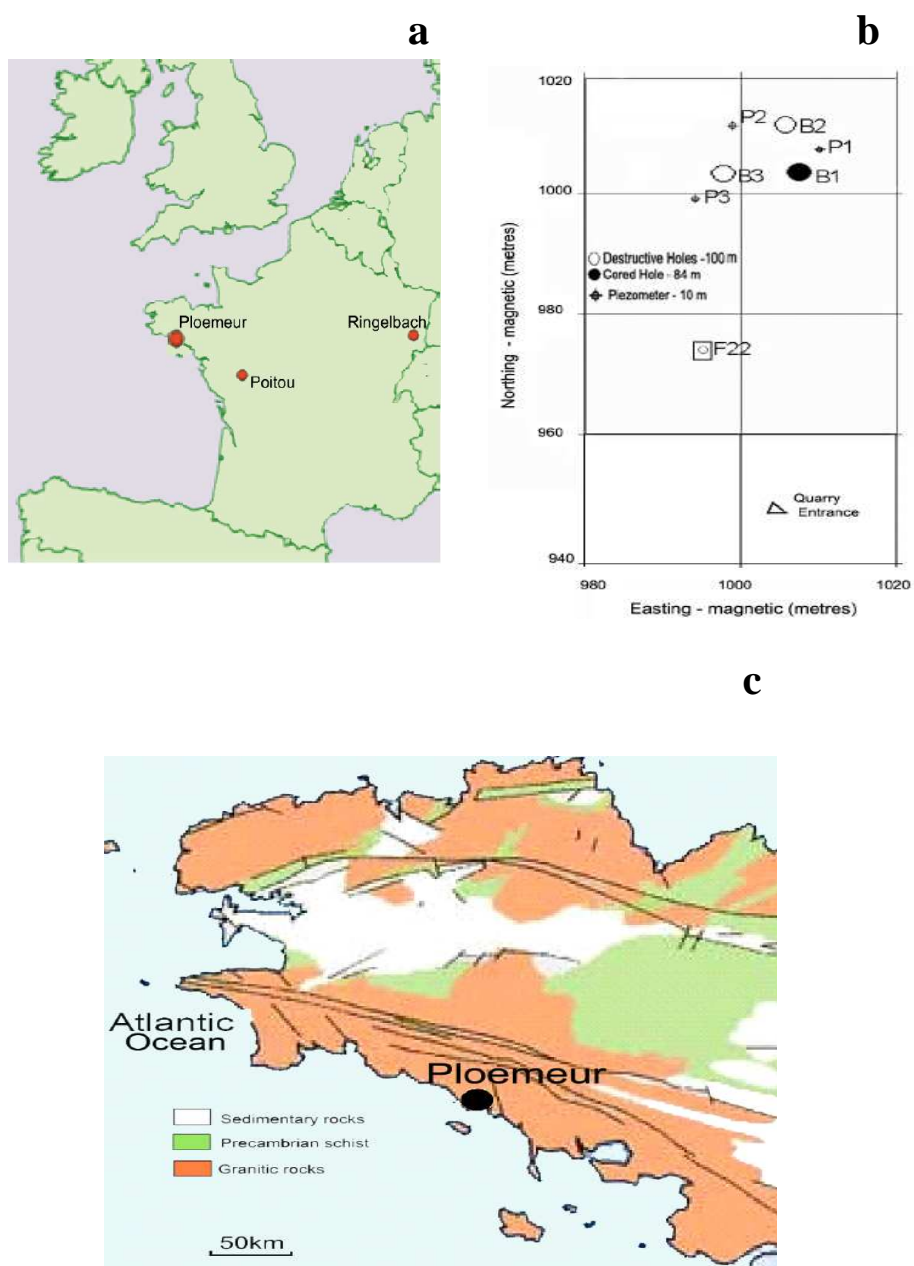 a
Ploemeur
Ringelbach
Poitou
b
1020
P2
B2
P1
B3
B1
1000
P3
Destructive Holes -100 m
Cored Hole - 84 m
Piezometer - 10 m
980
F22
960
Quarry
Entrance
940
980
1000
1020
Northing - magnetic (metres)
Easting - magnetic (metres)
c
Atlantic
Ocean
Ploemeur
Sedimentary rocks
Precambrian schist
Granitic rocks
50km